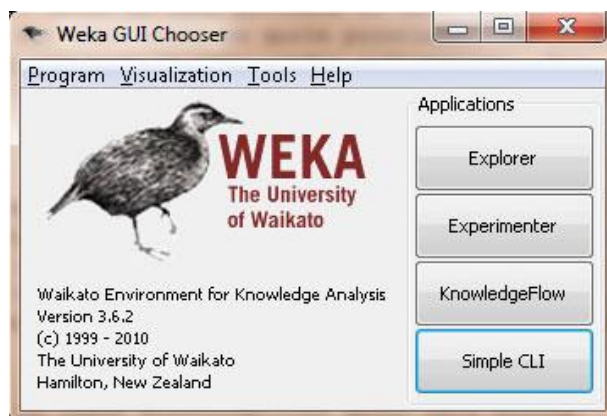 Weka GUI Chooser
Program Visualization Tools Help
WEKA
The University
of Waikato
Waikato Environment for Knowledge Analysis
Version 3.6.2
(c) 1999 - 2010
The University of Waikato
Hamilton, New Zealand
Applications
Explorer
Experimenter
KnowledgeFlow
Simple CLI